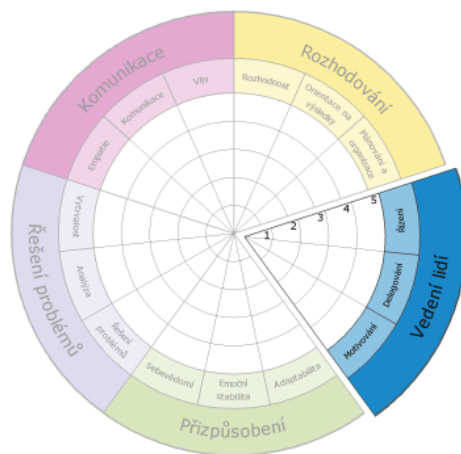 Komunikace
Rozhodování
Vliv
Komunikace
Empatie
Rozhodnost
Orientace na
výsledky
Plánování a
organizace
1
2
3
4
5
Řízení
Delegování
Motivování
Vedení lidí
Řešení problémů
Vytrvalost
Analýza
Řešení
problémů
Sebevědomí
Emoční
stabilita
Adaptabilita
Přizpůsobení